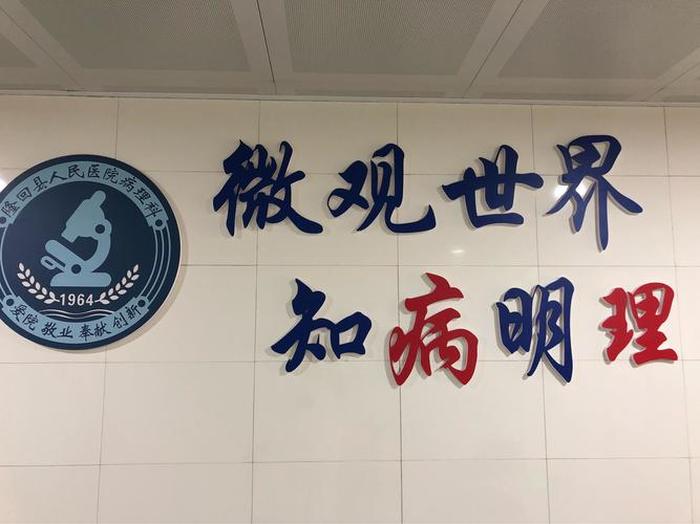 隆回县人民医院病理科
1964
爱院 敬业 奉献 创新
微观世界
知病明理